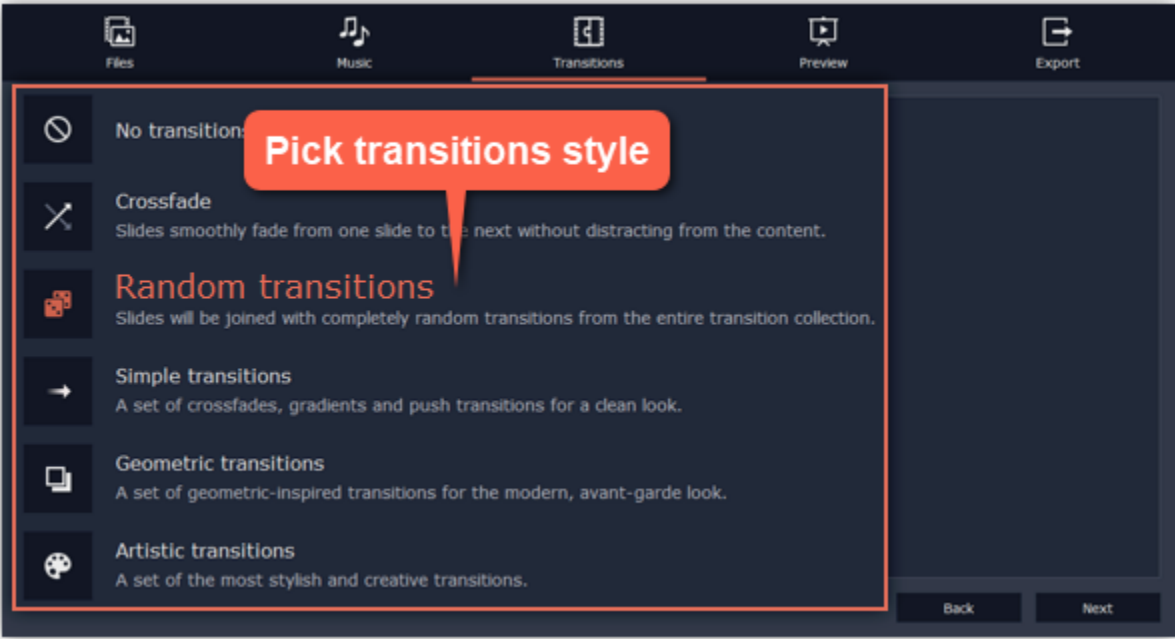 Files
Music
Transitions
Preview
Export
No transitions
Pick transitions style
Crossfade
Slides smoothly fade from one slide to the next without distracting from the content.
Random transitions
Slides will be joined with completely random transitions from the entire transition collection.
Simple transitions
A set of crossfades, gradients and push transitions for a clean look.
Geometric transitions
A set of geometric-inspired transitions for the modern, avant-garde look.
Artistic transitions
A set of the most stylish and creative transitions.
Back
Next